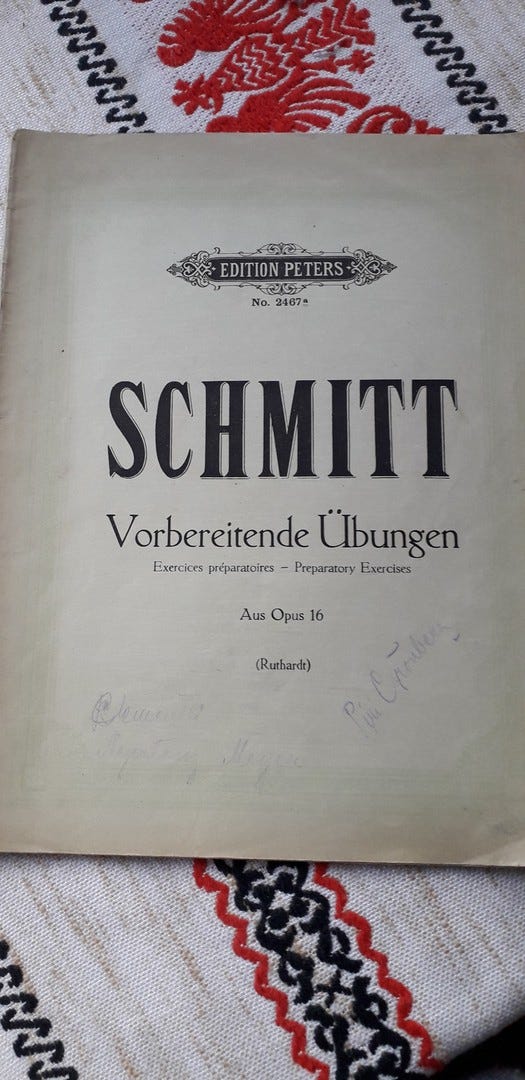 EDITION PETERS
No. 2467a
SCHMITT
Vorbereitende Übungen
Exercices préparatoires – Preparatory Exercises
Aus Opus 16
(Ruthardt)